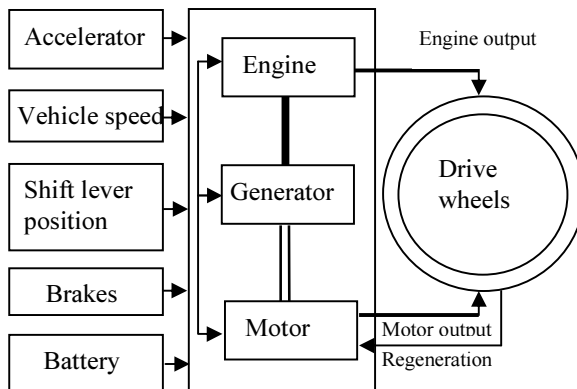 Accelerator
Vehicle speed
Shift lever
position
Brakes
Battery
Engine
Generator
Motor
Engine output
Drive
wheels
Motor output
Regeneration